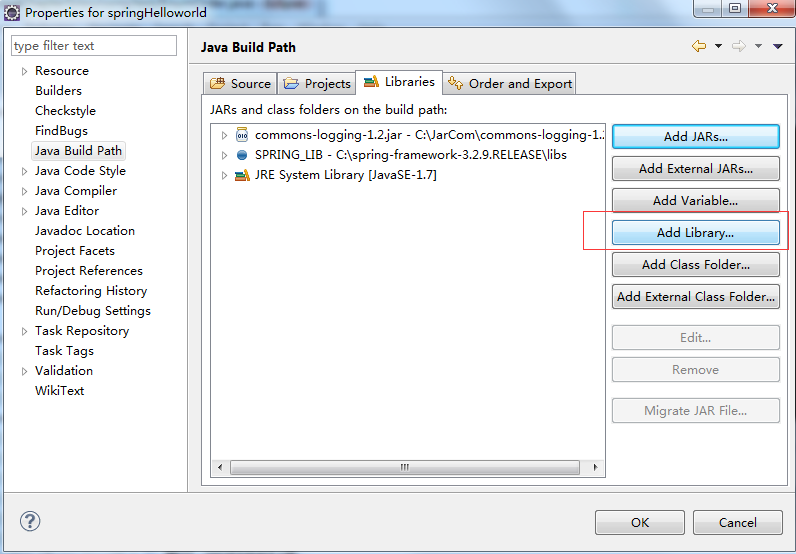 Properties for springHelloworld
type filter text
Resource
Builders
Checkstyle
FindBugs
Java Build Path
Java Code Style
Java Compiler
Java Editor
Javadoc Location
Project Facets
Project References
Refactoring History
Run/Debug Settings
Task Repository
Task Tags
Validation
WikiText
Java Build Path
Source
Projects
Libraries
Order and Export
JARs and class folders on the build path:
commons-logging-1.2.jar - C:\JarCom\commons-logging-1.2
SPRING_LIB - C:\spring-framework-3.2.9.RELEASE\libs
JRE System Library [JavaSE-1.7]
Add JARs...
Add External JARs...
Add Variable...
Add Library...
Add Class Folder...
Add External Class Folder...
Edit...
Remove
Migrate JAR File...
OK
Cancel